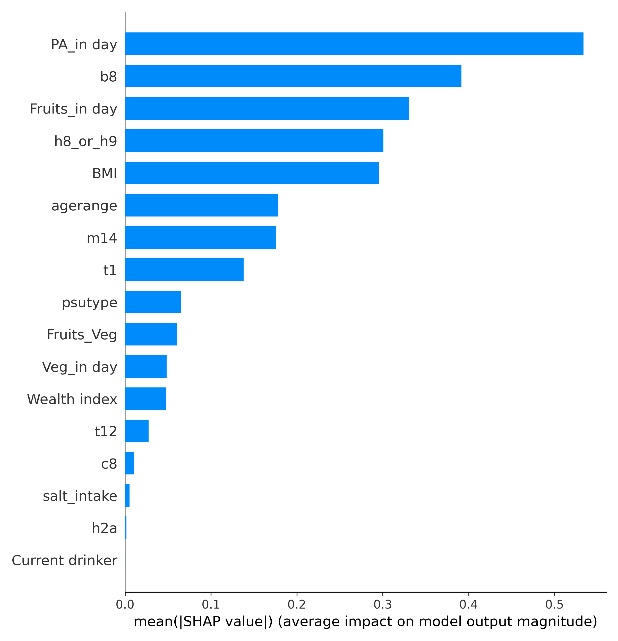 PA_in day
b8
Fruits_in day
h8_or_h9
BMI
agerange
m14
t1
psutype
Fruits_Veg
Veg_in day
Wealth index
t12
c8
salt_intake
h2a
Current drinker
0.0 0.1 0.2 0.3 0.4 0.5
mean(|SHAP value|) (average impact on model output magnitude)